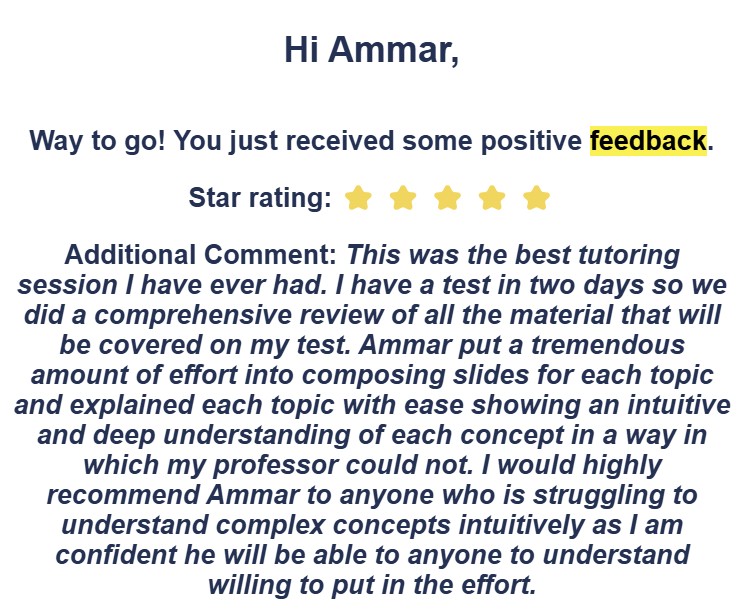 Hi Ammar,
Way to go! You just received some positive feedback.
Star rating:
Additional Comment: This was the best tutoring
session I have ever had. I have a test in two days so we
did a comprehensive review of all the material that will
be covered on my test. Ammar put a tremendous
amount of effort into composing slides for each topic
and explained each topic with ease showing an intuitive
and deep understanding of each concept in a way in
which my professor could not. I would highly
recommend Ammar to anyone who is struggling to
understand complex concepts intuitively as I am
confident he will be able to anyone to understand
willing to put in the effort.